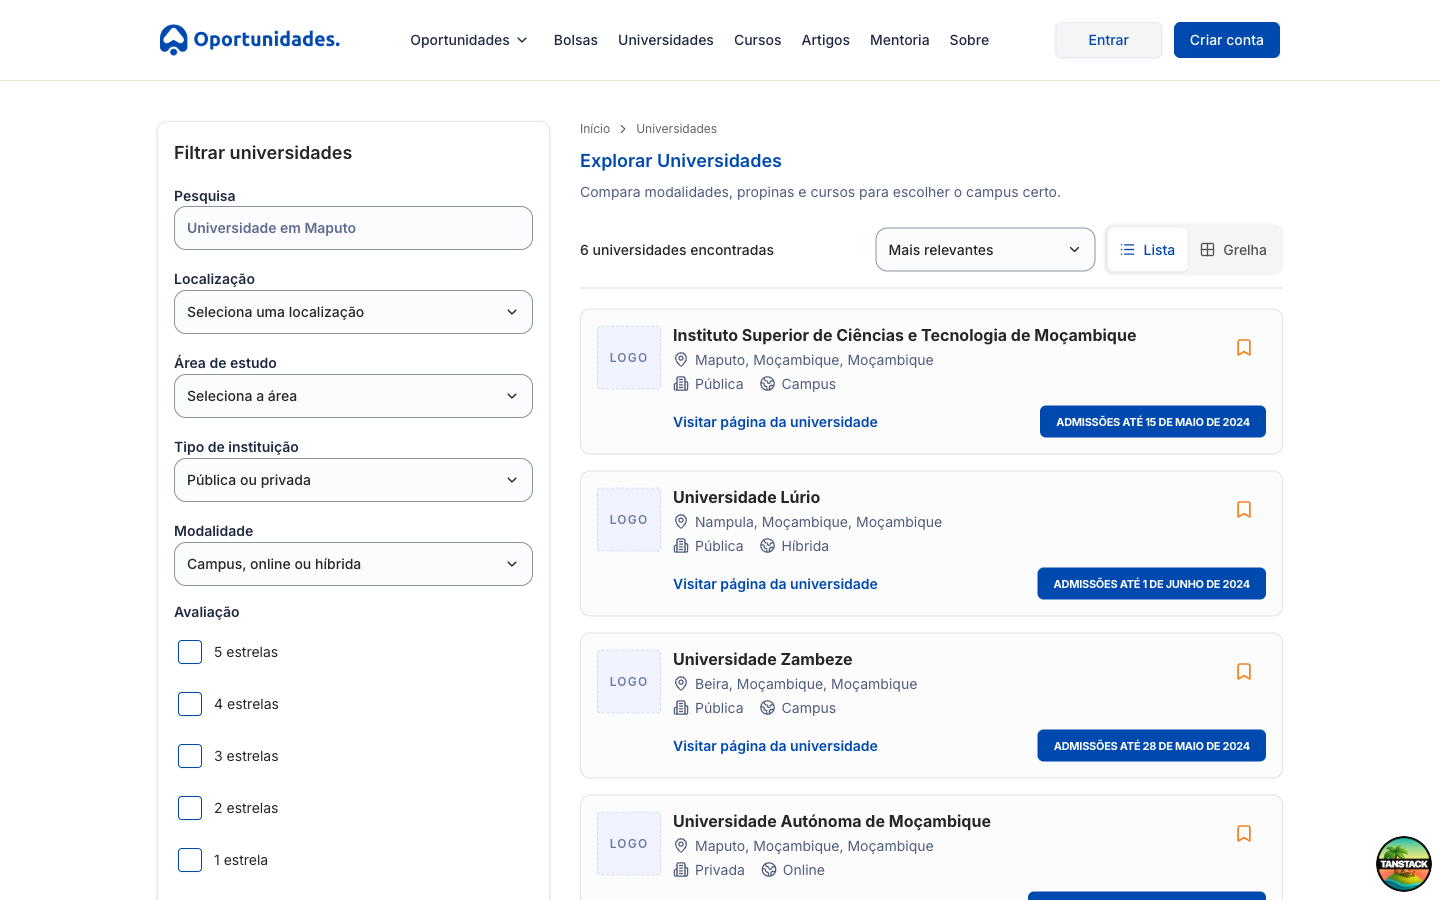 Oportunidades.
Oportunidades
Bolsas
Universidades
Cursos
Artigos
Mentoria
Sobre
Entrar
Criar conta
Filtrar universidades
Pesquisa
Universidade em Maputo
Localização
Seleciona uma localização
Área de estudo
Seleciona a área
Tipo de instituição
Pública ou privada
Modalidade
Campus, online ou híbrida
Avaliação
5 estrelas
4 estrelas
3 estrelas
2 estrelas
1 estrela
Início
Universidades
Explorar Universidades
Compara modalidades, propinas e cursos para escolher o campus certo.
6 universidades encontradas
Mais relevantes
Lista
Grelha
LOGO
Instituto Superior de Ciências e Tecnologia de Moçambique
Maputo, Moçambique, Moçambique
Pública
Campus
Visitar página da universidade
ADMISSÕES ATÉ 15 DE MAIO DE 2024
LOGO
Universidade Lúrio
Nampula, Moçambique, Moçambique
Pública
Híbrida
Visitar página da universidade
ADMISSÕES ATÉ 1 DE JUNHO DE 2024
LOGO
Universidade Zambeze
Beira, Moçambique, Moçambique
Pública
Campus
Visitar página da universidade
ADMISSÕES ATÉ 28 DE MAIO DE 2024
LOGO
Universidade Autónoma de Moçambique
Maputo, Moçambique, Moçambique
Privada
Online
TANSTACK